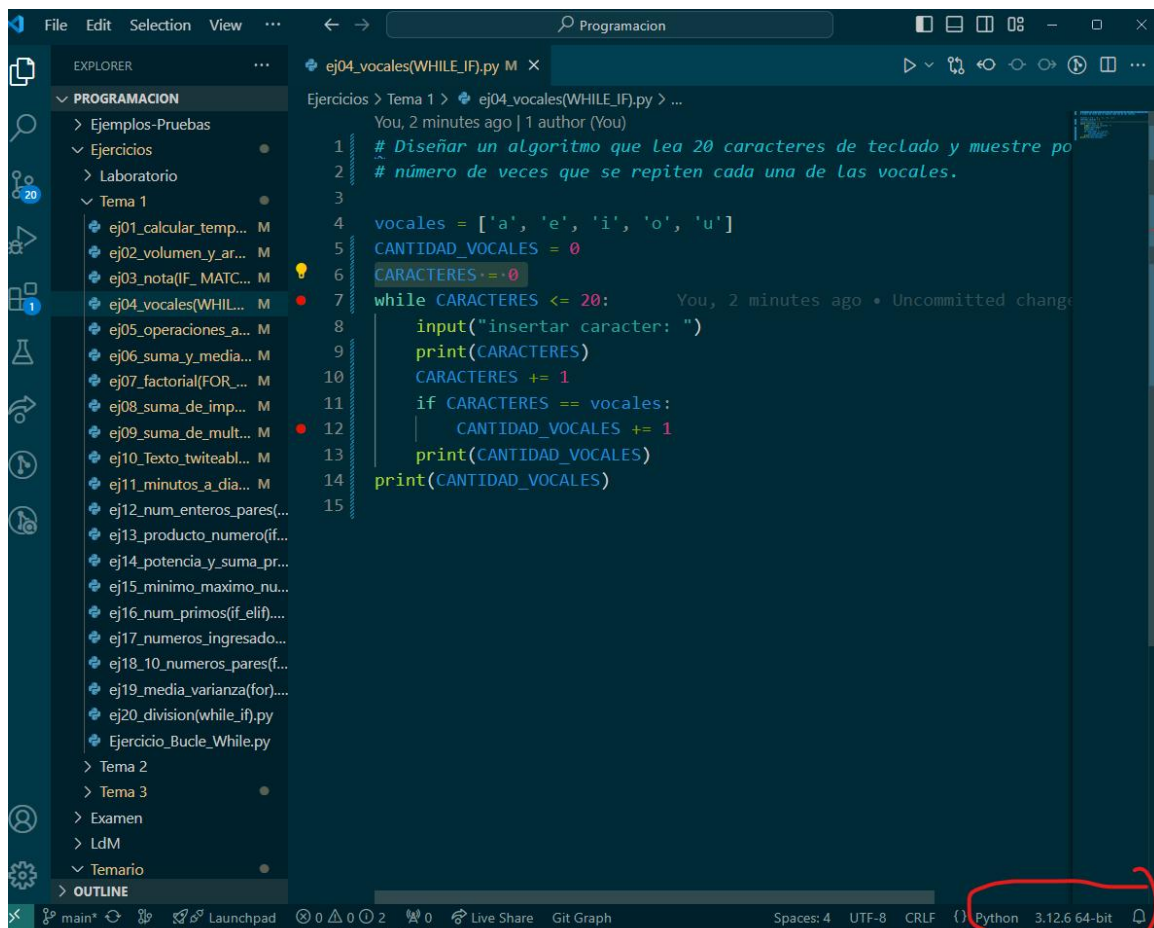 File Edit Selection View ··· Programacion
EXPLORER ···
PROGRAMACION
Ejemplos-Pruebas
Ejercicios
Laboratorio
Tema 1
ej01_calcular_temp... M
ej02_volumen_y_ar... M
ej03_nota(IF_ MATC... M
ej04_vocales(WHIL... M
ej05_operaciones_a... M
ej06_suma_y_media... M
ej07_factorial(FOR_... M
ej08_suma_de_imp... M
ej09_suma_de_mult... M
ej10_Texto_twiteabl... M
ej11_minutos_a_dia... M
ej12_num_enteros_pares(...
ej13_producto_numero(if...
ej14_potencia_y_suma_pr...
ej15_minimo_maximo_nu...
ej16_num_primos(if_elif)....
ej17_numeros_ingresado...
ej18_10_numeros_pares(f...
ej19_media_varianza(for)....
ej20_division(while_if).py
Ejercicio_Bucle_While.py
Tema 2
Tema 3
Examen
LdM
Temario
OUTLINE
20
1
ej04_vocales(WHILE_IF).py M
Ejercicios > Tema 1 > ej04_vocales(WHILE_IF).py > ...
You, 2 minutes ago | 1 author (You)
1 # Diseñar un algoritmo que lea 20 caracteres de teclado y muestre po
2 # número de veces que se repiten cada una de las vocales.
3
4 vocales = ['a', 'e', 'i', 'o', 'u']
5 CANTIDAD_VOCALES = 0
6 CARACTERES·=·0
7 while CARACTERES <= 20: You, 2 minutes ago • Uncommitted change
8 input("insertar caracter: ")
9 print(CARACTERES)
10 CARACTERES += 1
11 if CARACTERES == vocales:
12 CANTIDAD_VOCALES += 1
13 print(CANTIDAD_VOCALES)
14 print(CANTIDAD_VOCALES)
15
main* Launchpad 0 0 2 0 Live Share Git Graph Spaces: 4 UTF-8 CRLF {} Python 3.12.6 64-bit